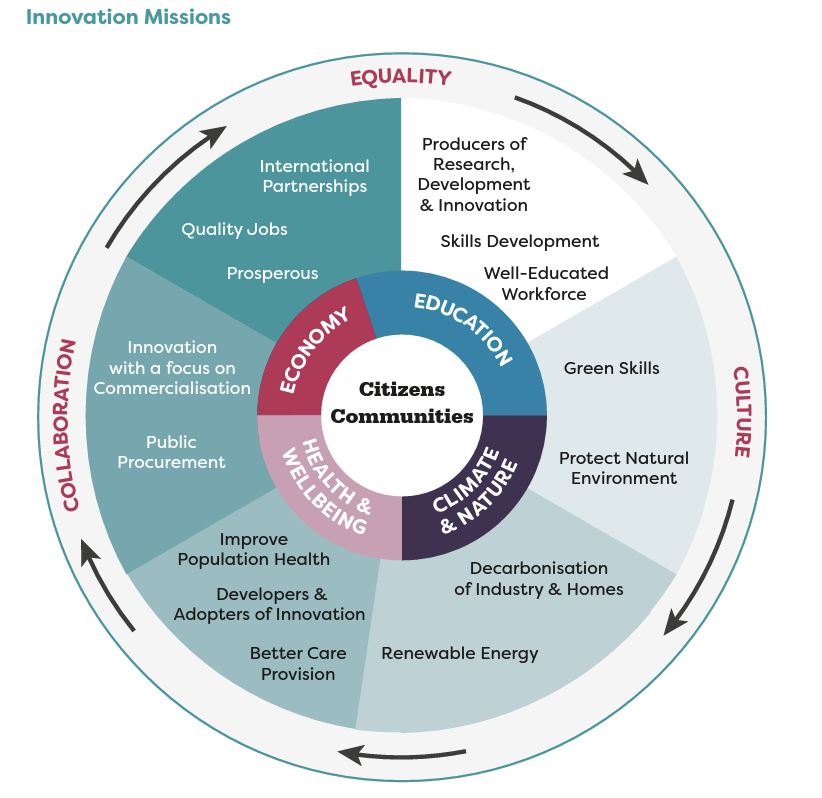 Innovation Missions
EQUALITY
International
Partnerships
Quality Jobs
Prosperous
Producers of
Research,
Development
& Innovation
Skills Development
Well-Educated
Workforce
ECONOMY
EDUCATION
Innovation
with a focus on
Commercialisation
Public
Procurement
Citizens
Communities
Green Skills
Protect Natural
Environment
COLLABORATION
CULTURE
HEALTH &
WELLBEING
CLIMATE
& NATURE
Improve
Population Health
Developers &
Adopters of Innovation
Better Care
Provision
Decarbonisation
of Industry & Homes
Renewable Energy